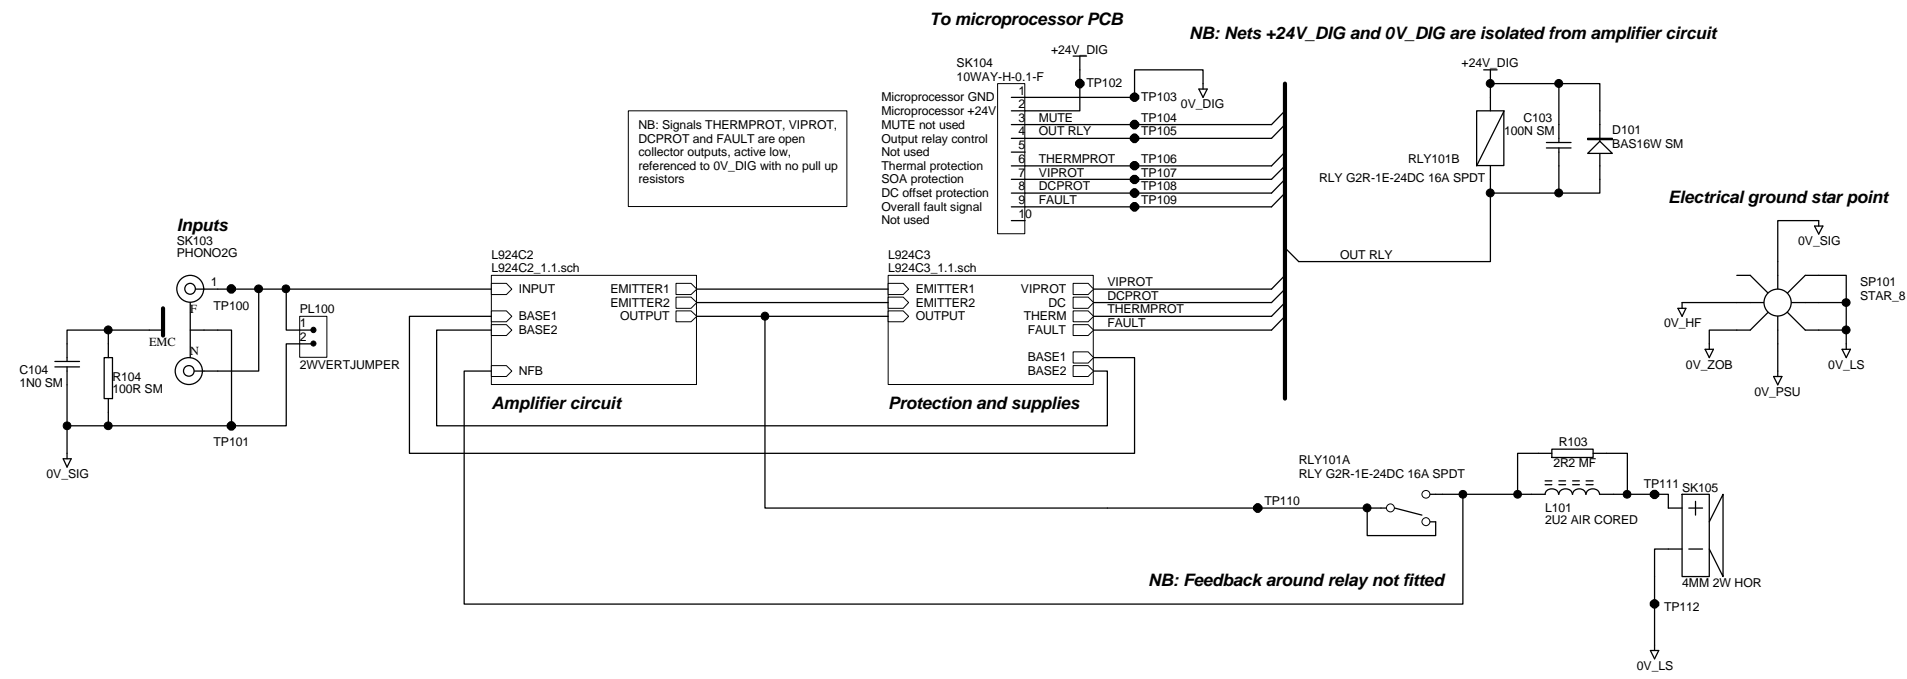 To microprocessor PCB
NB: Nets +24V_DIG and 0V_DIG are isolated from amplifier circuit
+24V_DIG
SK104
10WAY-H-0.1-F
TP102
Microprocessor GND
1
TP103
0V_DIG
Microprocessor +24V
2
MUTE not used
3
MUTE
TP104
Output relay control
4
OUT RLY
TP105
Not used
5
Thermal protection
6
THERMPROT
TP106
SOA protection
7
VIPROT
TP107
DC offset protection
8
DCPROT
TP108
Overall fault signal
9
FAULT
TP109
Not used
10
NB: Signals THERMPROT, VIPROT,
DCPROT and FAULT are open
collector outputs, active low,
referenced to 0V_DIG with no pull up
resistors
+24V_DIG
C103
100N SM
D101
BAS16W SM
RLY101B
RLY G2R-1E-24DC 16A SPDT
OUT RLY
Electrical ground star point
0V_SIG
SP101
STAR_8
0V_HF
0V_ZOB
0V_LS
0V_PSU
Inputs
SK103
PHONO2G
1
TP100
F
N
EMC
PL100
1
2
2WVERTJUMPER
C104
1N0 SM
R104
100R SM
TP101
0V_SIG
L924C2
L924C2_1.1.sch
INPUT
BASE1
BASE2
NFB
EMITTER1
EMITTER2
OUTPUT
Amplifier circuit
L924C3
L924C3_1.1.sch
EMITTER1
EMITTER2
OUTPUT
VIPROT
DC
THERM
FAULT
BASE1
BASE2
VIPROT
DCPROT
THERMPROT
FAULT
Protection and supplies
RLY101A
RLY G2R-1E-24DC 16A SPDT
TP110
R103
2R2 MF
L101
2U2 AIR CORED
TP111
SK105
+
−
4MM 2W HOR
TP112
0V_LS
NB: Feedback around relay not fitted